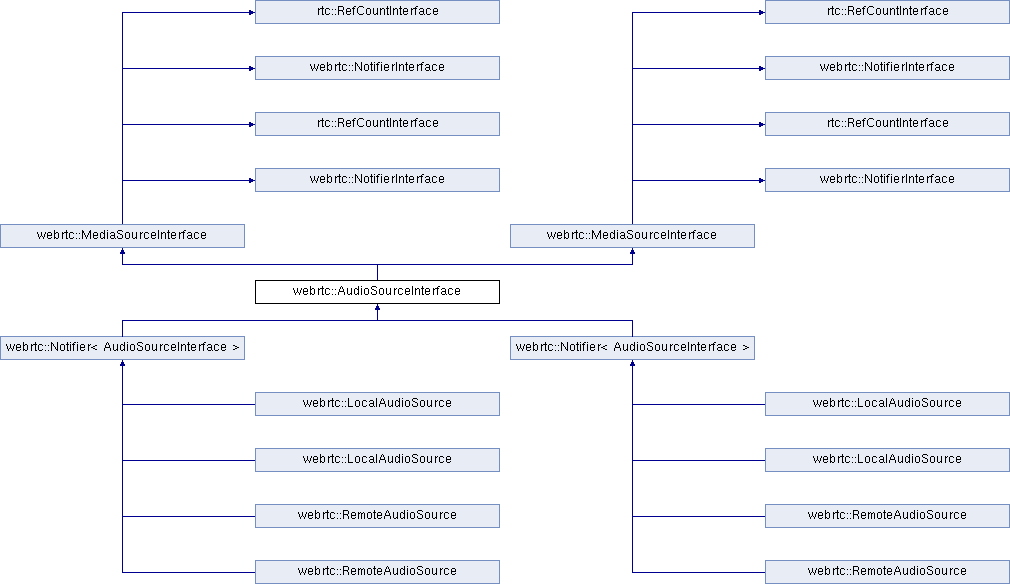 rtc::RefCountInterface
rtc::RefCountInterface
webrtc::NotifierInterface
webrtc::NotifierInterface
rtc::RefCountInterface
rtc::RefCountInterface
webrtc::NotifierInterface
webrtc::NotifierInterface
webrtc::MediaSourceInterface
webrtc::MediaSourceInterface
webrtc::AudioSourceInterface
webrtc::Notifier< AudioSourceInterface >
webrtc::Notifier< AudioSourceInterface >
webrtc::LocalAudioSource
webrtc::LocalAudioSource
webrtc::LocalAudioSource
webrtc::LocalAudioSource
webrtc::RemoteAudioSource
webrtc::RemoteAudioSource
webrtc::RemoteAudioSource
webrtc::RemoteAudioSource